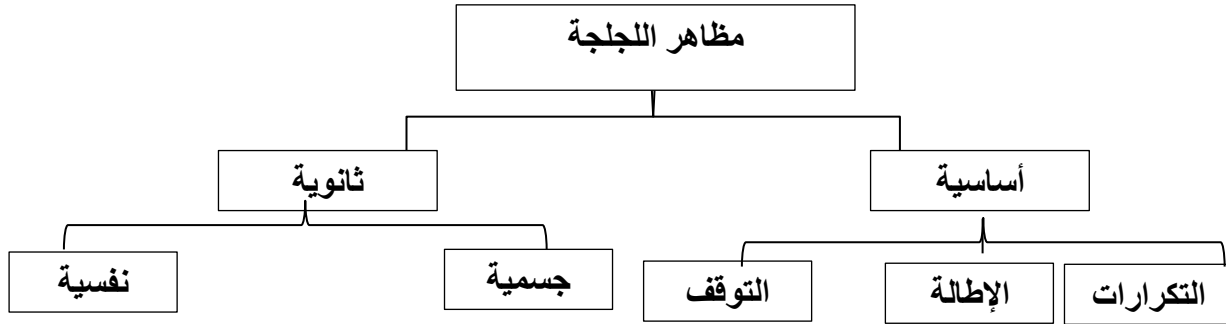 مظاهر اللجلجة
أساسية
ثانوية
التكرارات
الإطالة
التوقف
جسمية
نفسية